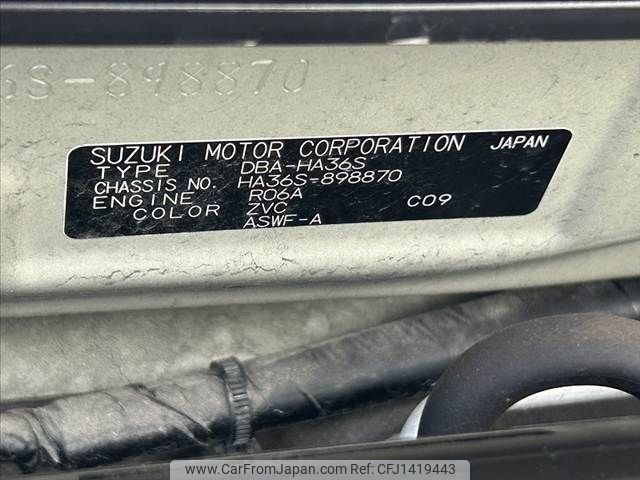 6S-898870
SUZUKI MOTOR CORPORATION JAPAN
TYPE DBA-HA36S
CHASSIS NO. HA36S-898870
ENGINE R06A
COLOR ZVC C09
ASWF-A
www.CarFromJapan.com | CFJ1419443